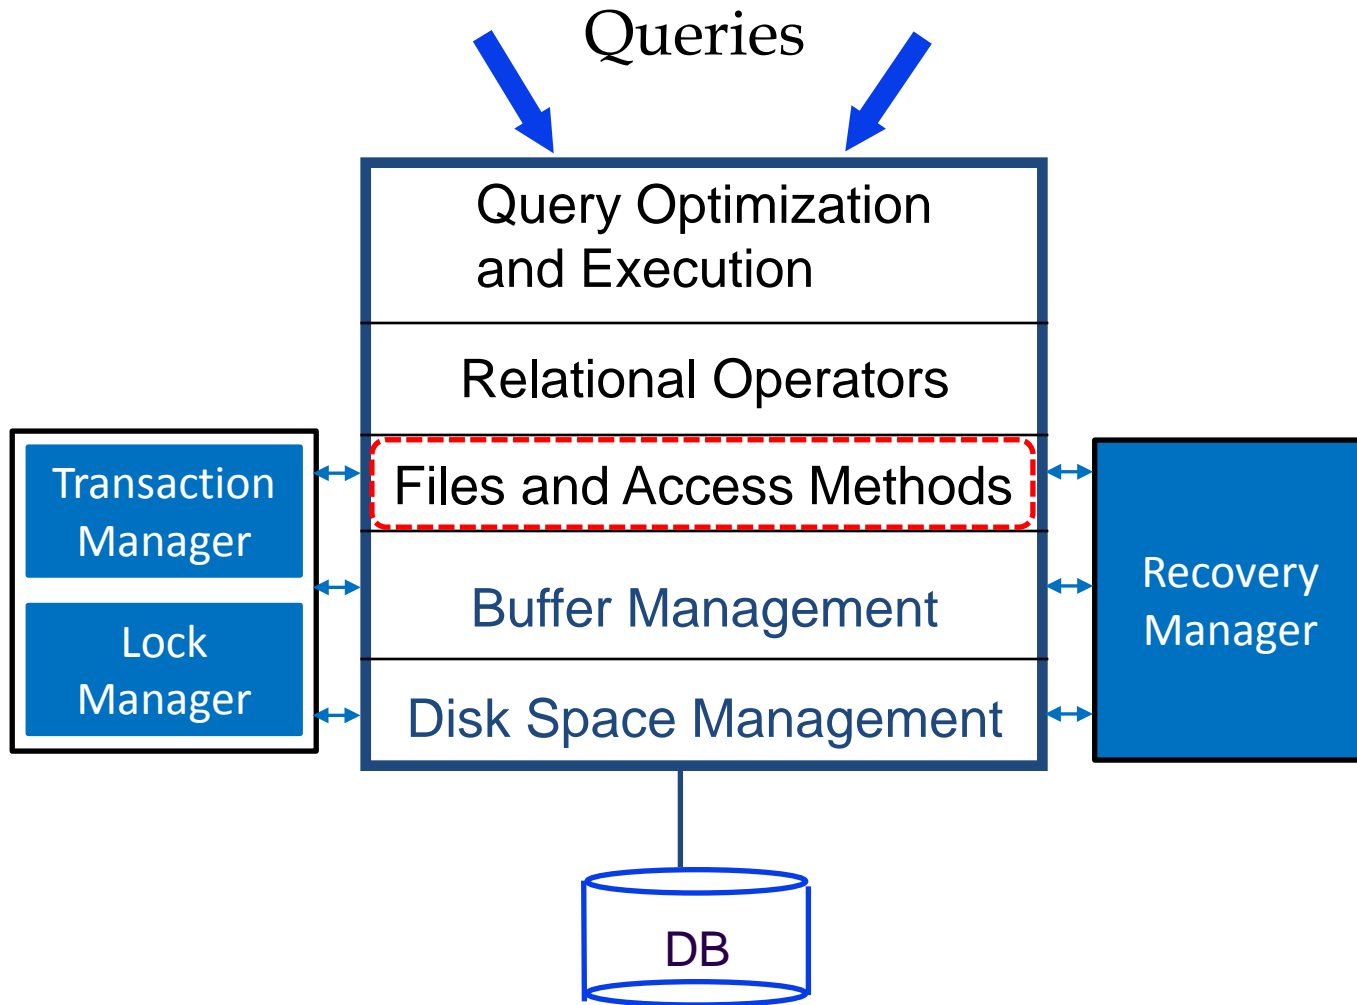 Queries
Query Optimization
and Execution
Relational Operators
Files and Access Methods
Buffer Management
Disk Space Management
Transaction
Manager
Lock
Manager
Recovery
Manager
DB